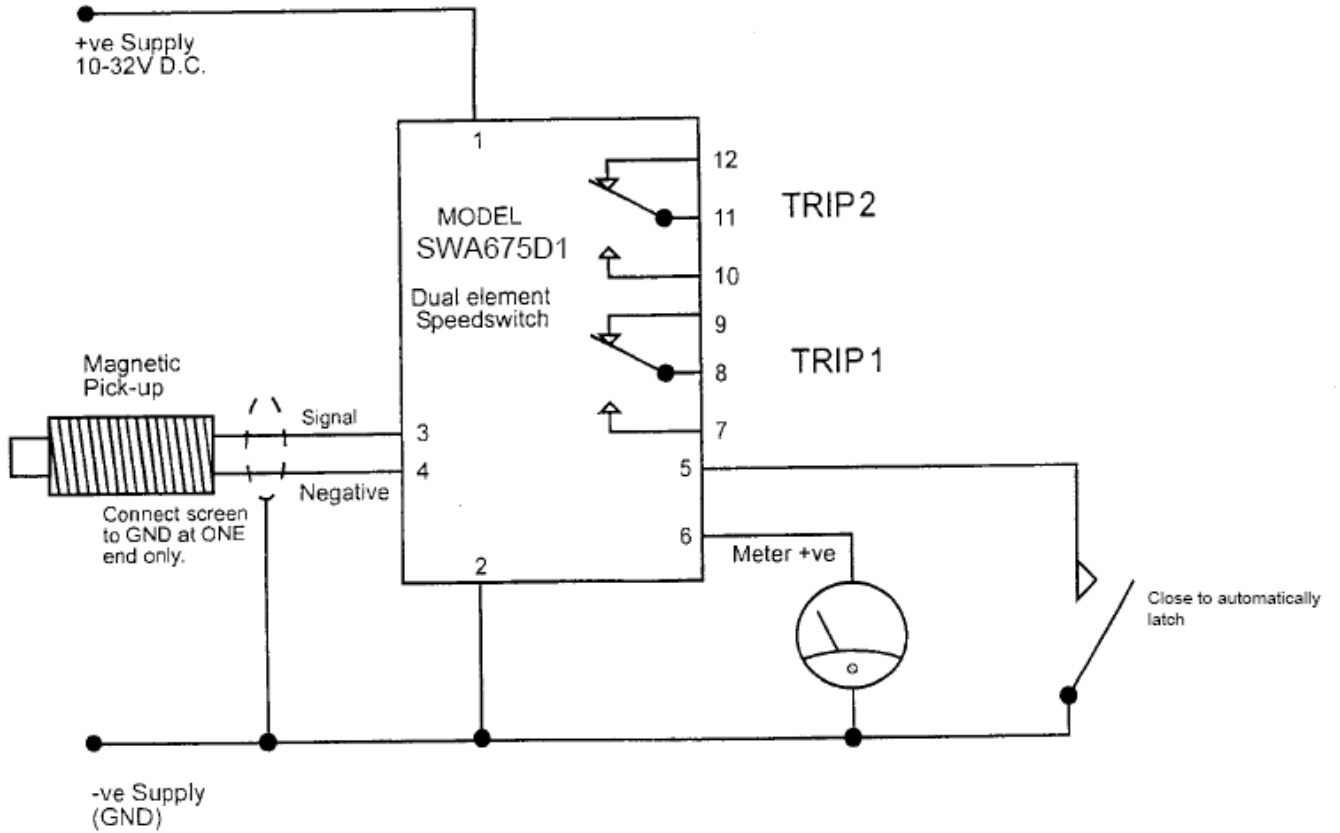 +ve Supply
10-32V D.C.
1
12
11
TRIP 2
MODEL
SWA675D1
10
Dual element
Speedswitch
9
8
TRIP 1
7
Magnetic
Pick-up
Signal
3
4
Negative
Connect screen
to GND at ONE
end only.
5
6
Meter +ve
2
Close to automatically
latch
-ve Supply
(GND)